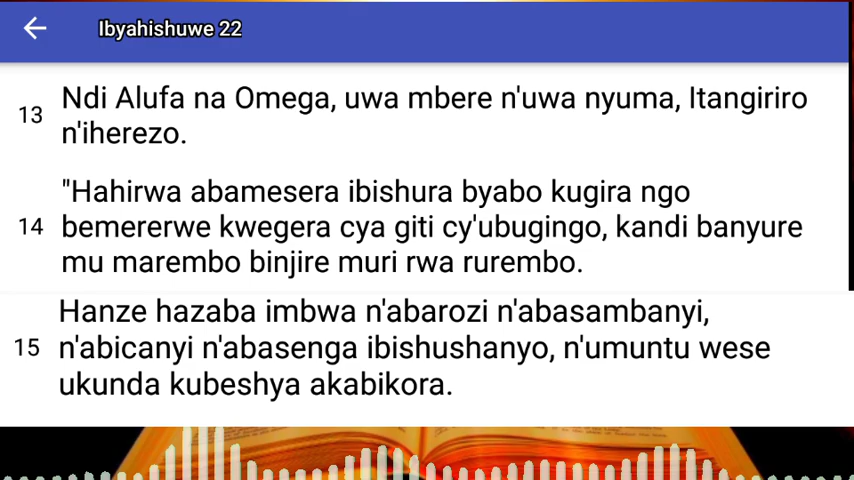 Ibyahishuwe 22
13 Ndi Alufa na Omega, uwa mbere n'uwa nyuma, Itangiriro
n'iherezo.
"Hahirwa abamesera ibishura byabo kugira ngo
14 bemererwe kwegera cya giti cy'ubugingo, kandi banyure
mu marembo binjire muri rwa rurembo.
Hanze hazaba imbwa n'abarozi n'abasambanyi,
15 n'abicanyi n'abasenga ibishushanyo, n'umuntu wese
ukunda kubeshya akabikora.